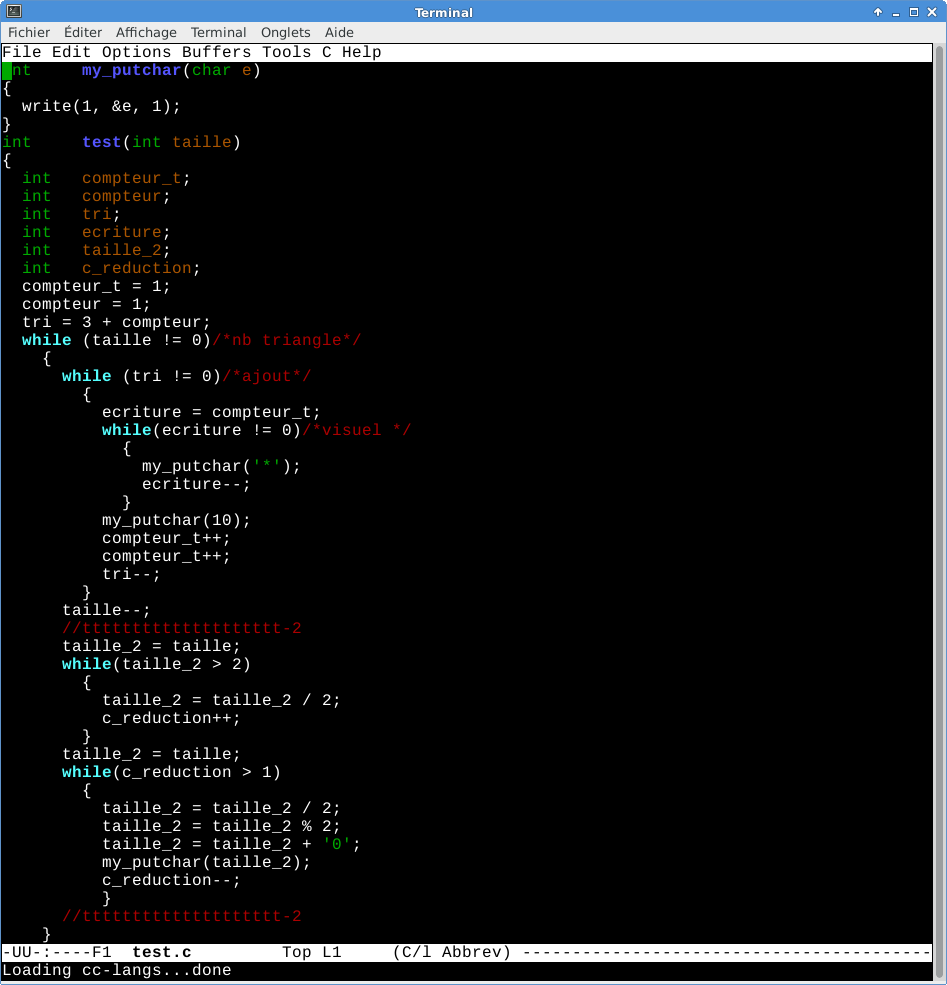 Terminal
Fichier Éditer Affichage Terminal Onglets Aide
File Edit Options Buffers Tools C Help
nt     my_putchar(char e)
{
  write(1, &e, 1);
}
int     test(int taille)
{
  int   compteur_t;
  int   compteur;
  int   tri;
  int   ecriture;
  int   taille_2;
  int   c_reduction;
  compteur_t = 1;
  compteur = 1;
  tri = 3 + compteur;
  while (taille != 0)/*nb triangle*/
    {
      while (tri != 0)/*ajout*/
        {
          ecriture = compteur_t;
          while(ecriture != 0)/*visuel */
            {
              my_putchar('*');
              ecriture--;
            }
          my_putchar(10);
          compteur_t++;
          compteur_t++;
          tri--;
        }
      taille--;
      //tttttttttttttttttttt-2
      taille_2 = taille;
      while(taille_2 > 2)
        {
          taille_2 = taille_2 / 2;
          c_reduction++;
        }
      taille_2 = taille;
      while(c_reduction > 1)
        {
          taille_2 = taille_2 / 2;
          taille_2 = taille_2 % 2;
          taille_2 = taille_2 + '0';
          my_putchar(taille_2);
          c_reduction--;
          }
      //tttttttttttttttttttt-2
    }
-UU-:----F1  test.c         Top L1     (C/l Abbrev) -----------------------------------------
Loading cc-langs...done